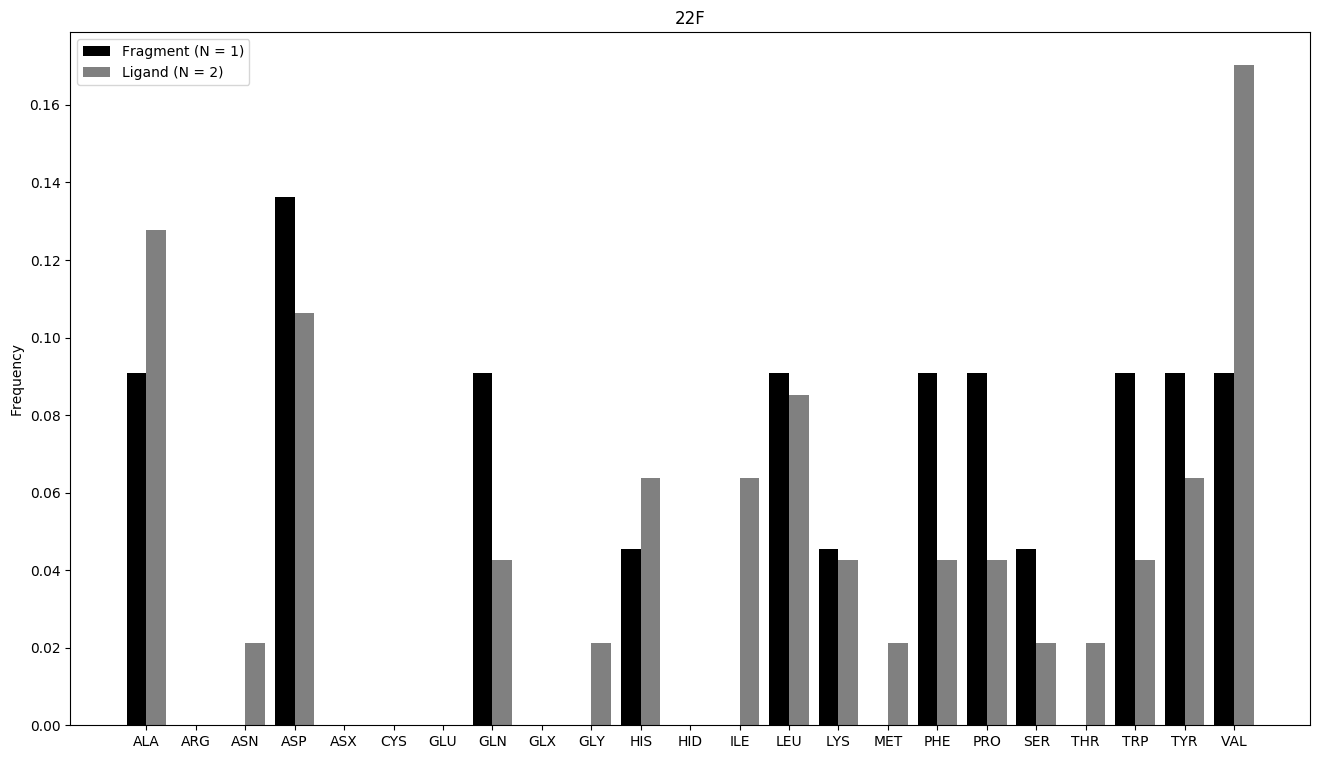 22F
Fragment (N = 1)
Ligand (N = 2)
Frequency
0.16
0.14
0.12
0.10
0.08
0.06
0.04
0.02
0.00
ALA ARG ASN ASP ASX CYS GLU GLN GLX GLY HIS HID ILE LEU LYS MET PHE PRO SER THR TRP TYR VAL